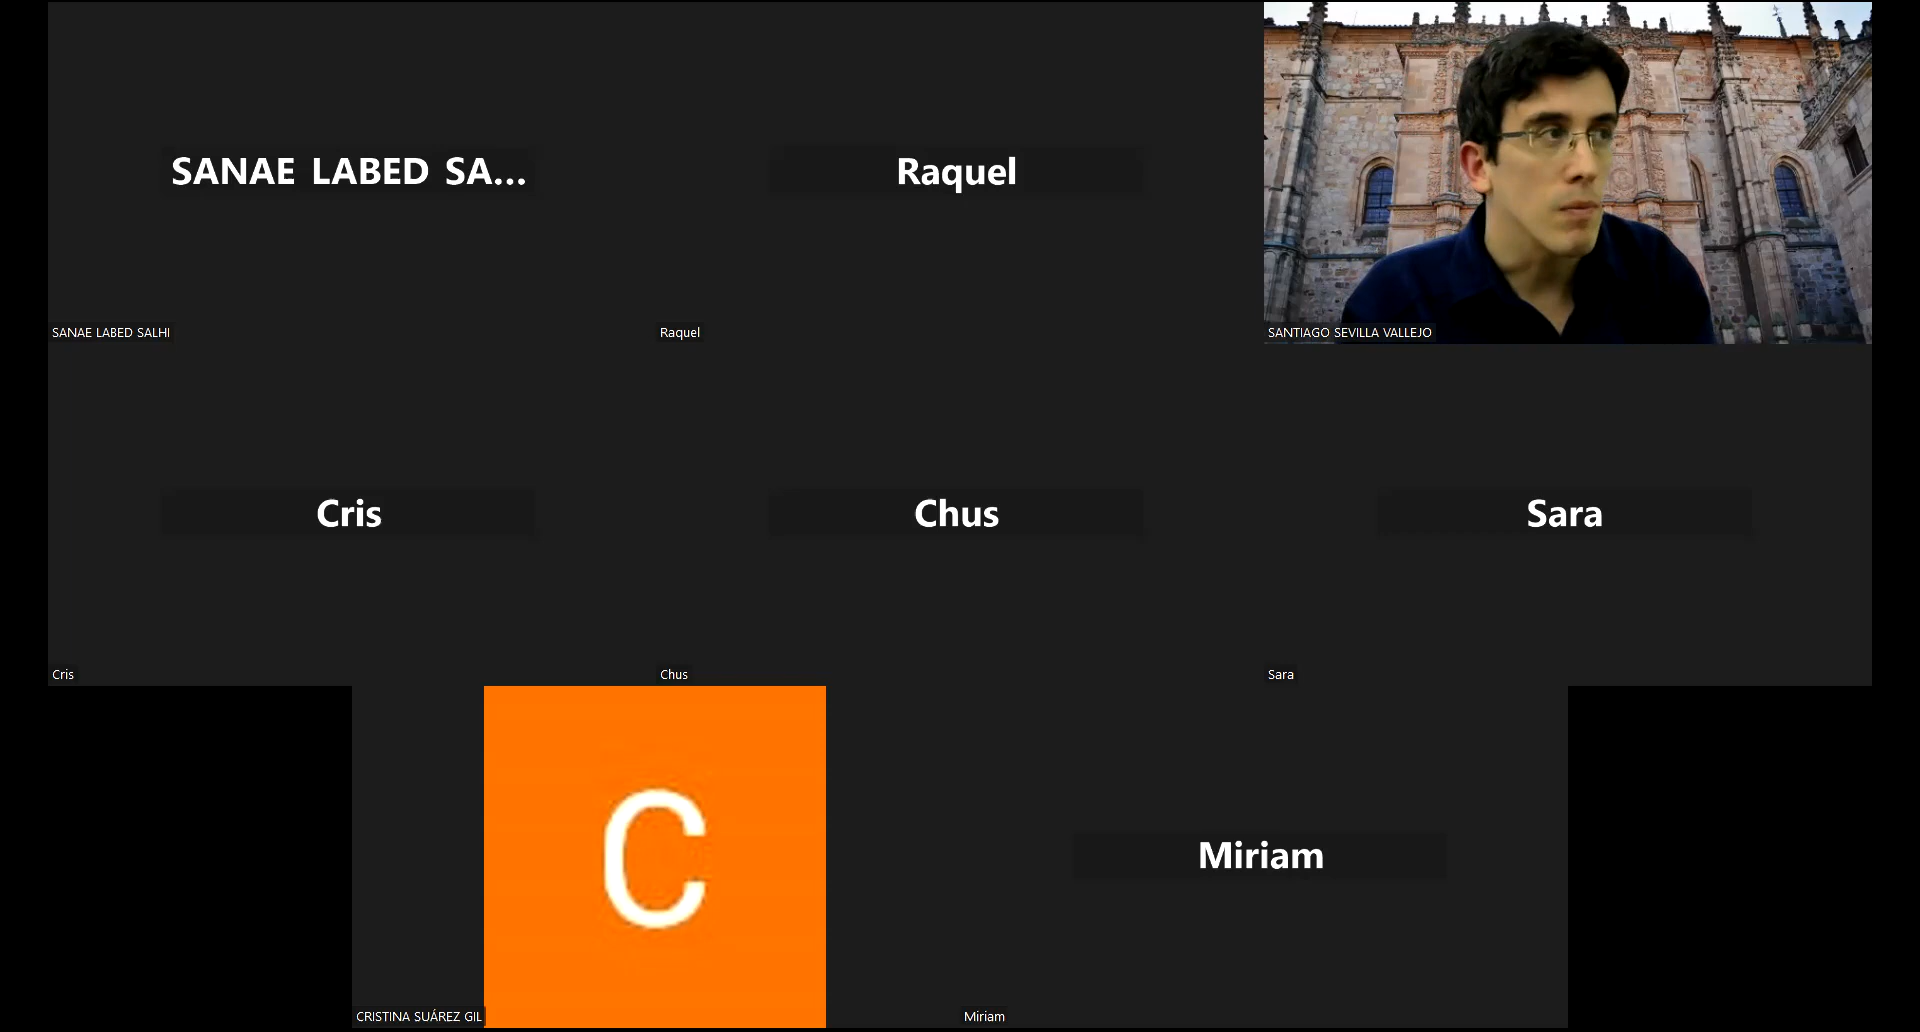 SANAE LABED SA...
SANAE LABED SALHI
Raquel
Raquel
SANTIAGO SEVILLA VALLEJO
Cris
Cris
Chus
Chus
Sara
Sara
C
CRISTINA SUÁREZ GIL
Miriam
Miriam